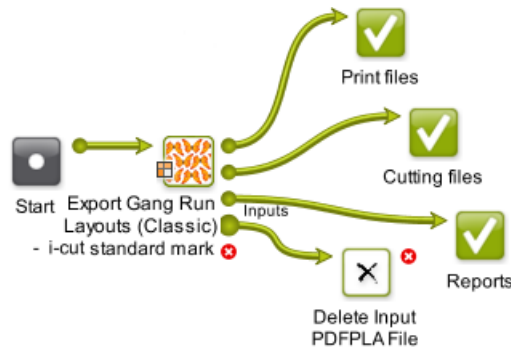 Print files
Cutting files
Start
Export Gang Run
Layouts (Classic)
- i-cut standard mark
Inputs
Reports
Delete Input
PDFPLA File